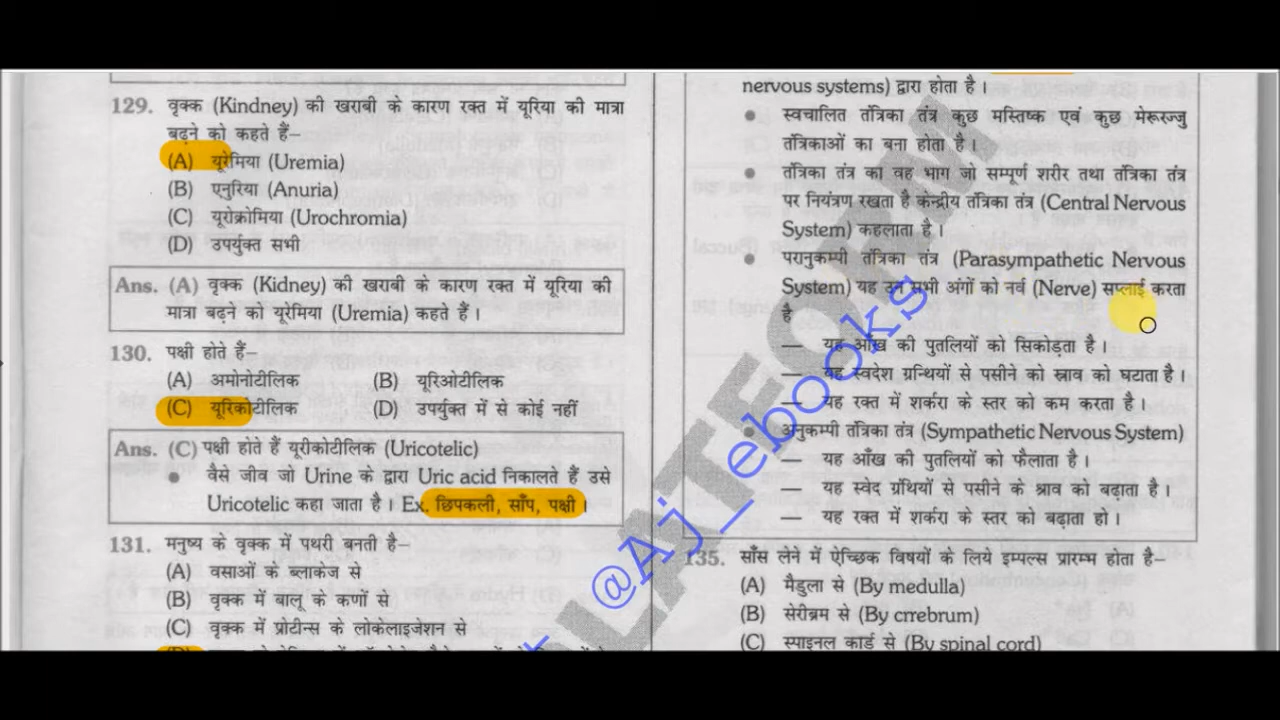 129. वृक्क (Kindney) की खराबी के कारण रक्त में यूरिया की मात्रा
बढ़ने को कहते हैं–
(A) यूरेमिया (Uremia)
(B) एनुरिया (Anuria)
(C) यूरोक्रोमिया (Urochromia)
(D) उपर्युक्त सभी
Ans. (A) वृक्क (Kidney) की खराबी के कारण रक्त में यूरिया की
मात्रा बढ़ने को यूरेमिया (Uremia) कहते हैं।
130. पक्षी होते हैं–
(A) अमोनोटीलिक (B) यूरिओटीलिक
(C) यूरिकोटीलिक (D) उपर्युक्त में से कोई नहीं
Ans. (C) पक्षी होते हैं यूरीकोटीलिक (Uricotelic)
● वैसे जीव जो Urine के द्वारा Uric acid निकालते हैं उसे
Uricotelic कहा जाता है। Ex. छिपकली, साँप, पक्षी।
131. मनुष्य के वृक्क में पथरी बनती है–
(A) वसाओं के ब्लाकेज से
(B) वृक्क में बालू के कणों से
(C) वृक्क में प्रोटीन्स के लोकेलाइजेशन से
nervous systems) द्वारा होता है।
● स्वचालित तंत्रिका तंत्र कुछ मस्तिष्क एवं कुछ मेरूरज्जु
तंत्रिकाओं का बना होता है।
● तंत्रिका तंत्र का वह भाग जो सम्पूर्ण शरीर तथा तंत्रिका तंत्र
पर नियंत्रण रखता है केन्द्रीय तंत्रिका तंत्र (Central Nervous
System) कहलाता है।
● परानुकम्पी तंत्रिका तंत्र (Parasympathetic Nervous
System) यह उन सभी अंगों को नर्व (Nerve) सप्लाई करता
है
— यह आँख की पुतलियों को सिकोड़ता है।
— यह स्वदेश ग्रन्थियों से पसीने को स्राव को घटाता है।
— यह रक्त में शर्करा के स्तर को कम करता है।
● अनुकम्पी तंत्रिका तंत्र (Sympathetic Nervous System)
— यह आँख की पुतलियों को फैलाता है।
— यह स्वेद ग्रंथियों से पसीने के श्राव को बढ़ाता है।
— यह रक्त में शर्करा के स्तर को बढ़ाता हो।
135. साँस लेने में ऐच्छिक विषयों के लिये इम्पल्स प्रारम्भ होता है–
(A) मैडुला से (By medulla)
(B) सेरीब्रम से (By cnrebrum)
(C) स्पाइनल कार्ड से (By spinal cord)
@Aj_ebooks